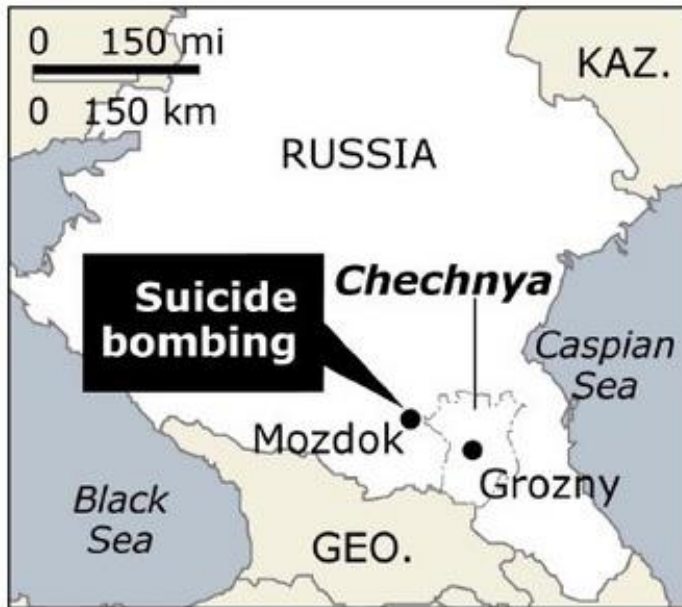 0 150 mi
0 150 km
KAZ.
RUSSIA
Suicide
bombing
Chechnya
Caspian
Sea
Mozdok
Grozny
Black
Sea
GEO.